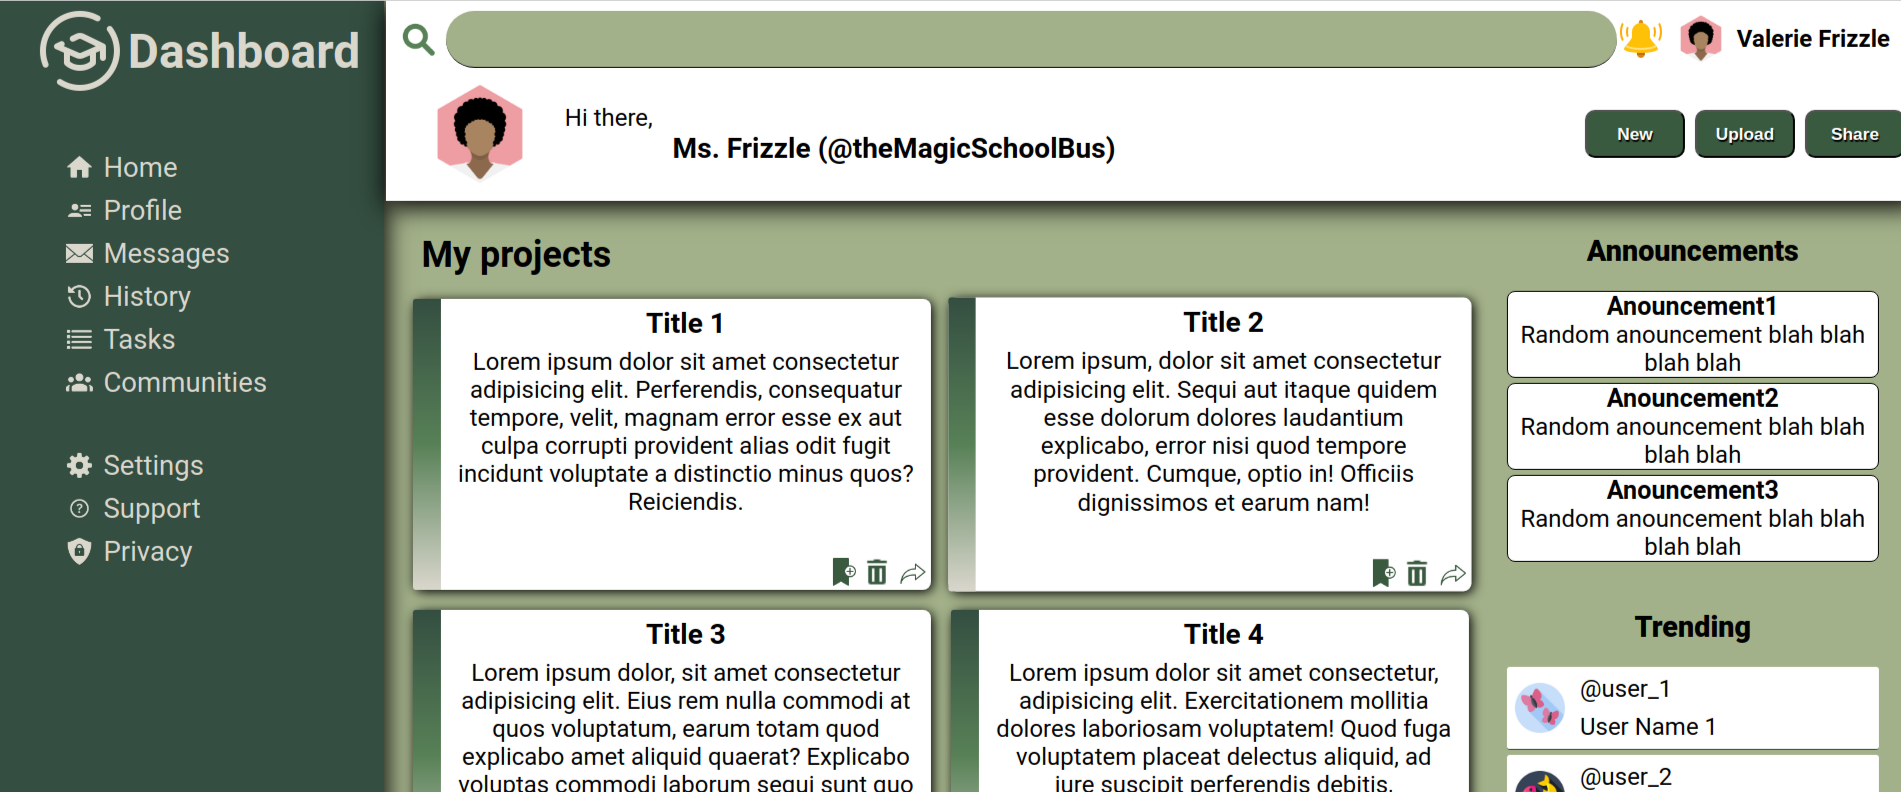 Dashboard
Home
Profile
Messages
History
Tasks
Communities
Settings
Support
Privacy
Valerie Frizzle
Hi there,
Ms. Frizzle (@theMagicSchoolBus)
New
Upload
Share
My projects
Title 1
Lorem ipsum dolor sit amet consectetur
adipisicing elit. Perferendis, consequatur
tempore, velit, magnam error esse ex aut
culpa corrupti provident alias odit fugit
incidunt voluptate a distinctio minus quos?
Reiciendis.
Title 2
Lorem ipsum, dolor sit amet consectetur
adipisicing elit. Sequi aut itaque quidem
esse dolorum dolores laudantium
explicabo, error nisi quod tempore
provident. Cumque, optio in! Officiis
dignissimos et earum nam!
Title 3
Lorem ipsum dolor, sit amet consectetur
adipisicing elit. Eius rem nulla commodi at
quos voluptatum, earum totam quod
explicabo amet aliquid quaerat? Explicabo
voluptas commodi laborum sequi sunt quo
Title 4
Lorem ipsum dolor sit amet consectetur,
adipisicing elit. Exercitationem mollitia
dolores laboriosam voluptatem! Quod fuga
voluptatem placeat delectus aliquid, ad
iure suscipit perferendis debitis.
Announcements
Anouncement1
Random anouncement blah blah
blah blah
Anouncement2
Random anouncement blah blah
blah blah
Anouncement3
Random anouncement blah blah
blah blah
Trending
@user_1
User Name 1
@user_2